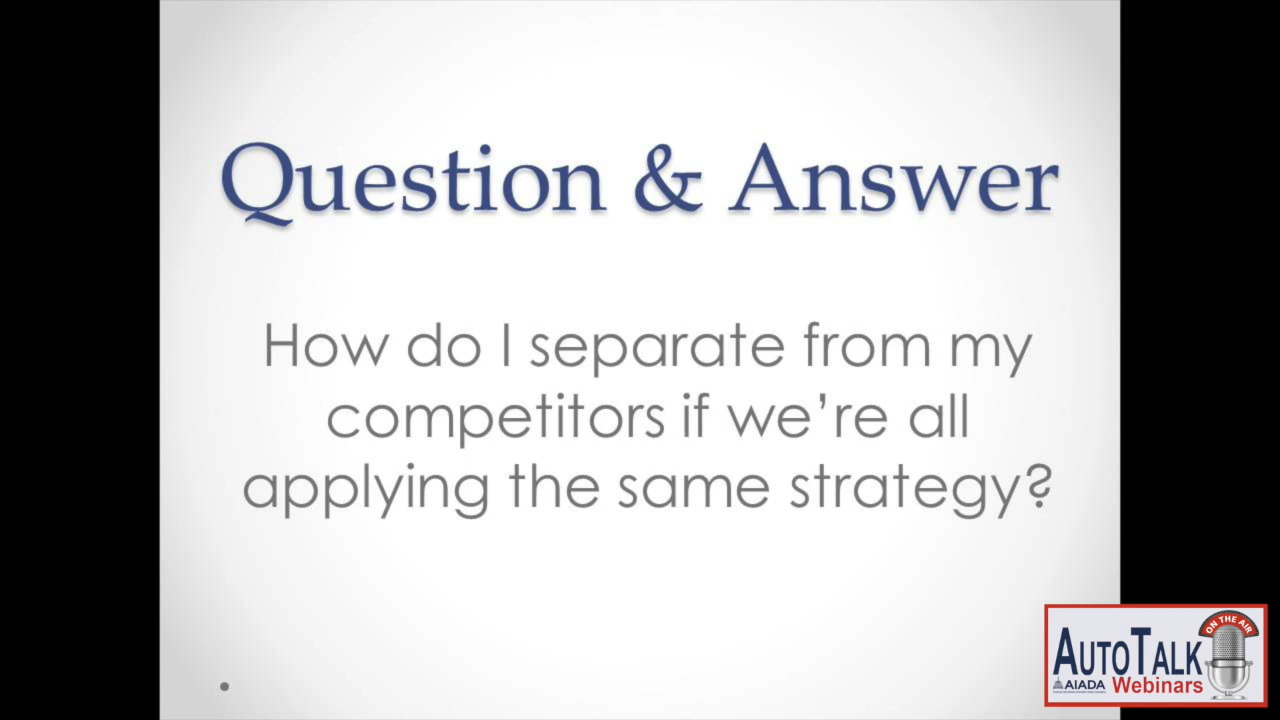 Question & Answer
How do I separate from my
competitors if we’re all
applying the same strategy?
ON THE AIR
AUTOTALK
AIADA Webinars